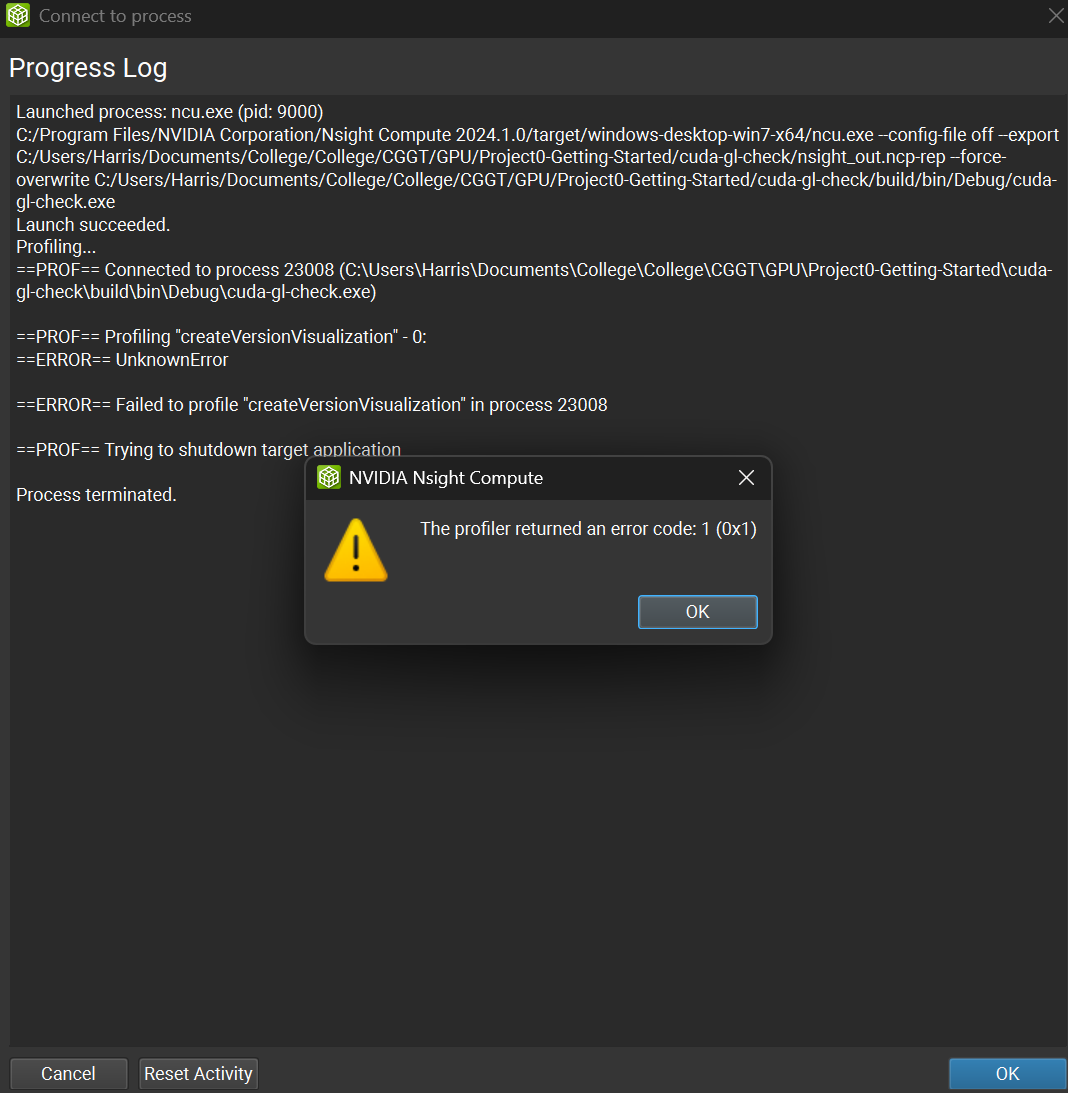 Connect to process
Progress Log
Launched process: ncu.exe (pid: 9000)
C:/Program Files/NVIDIA Corporation/Nsight Compute 2024.1.0/target/windows-desktop-win7-x64/ncu.exe --config-file off --export
C:/Users/Harris/Documents/College/College/CGGT/GPU/Project0-Getting-Started/cuda-gl-check/nsight_out.ncp-rep --force-
overwrite C:/Users/Harris/Documents/College/College/CGGT/GPU/Project0-Getting-Started/cuda-gl-check/build/bin/Debug/cuda-
gl-check.exe
Launch succeeded.
Profiling...
==PROF== Connected to process 23008 (C:\Users\Harris\Documents\College\College\CGGT\GPU\Project0-Getting-Started\cuda-
gl-check\build\bin\Debug\cuda-gl-check.exe)
==PROF== Profiling "createVersionVisualization" - 0:
==ERROR== UnknownError
==ERROR== Failed to profile "createVersionVisualization" in process 23008
==PROF== Trying to shutdown target application
Process terminated.
NVIDIA Nsight Compute
The profiler returned an error code: 1 (0x1)
OK
Cancel
Reset Activity
OK